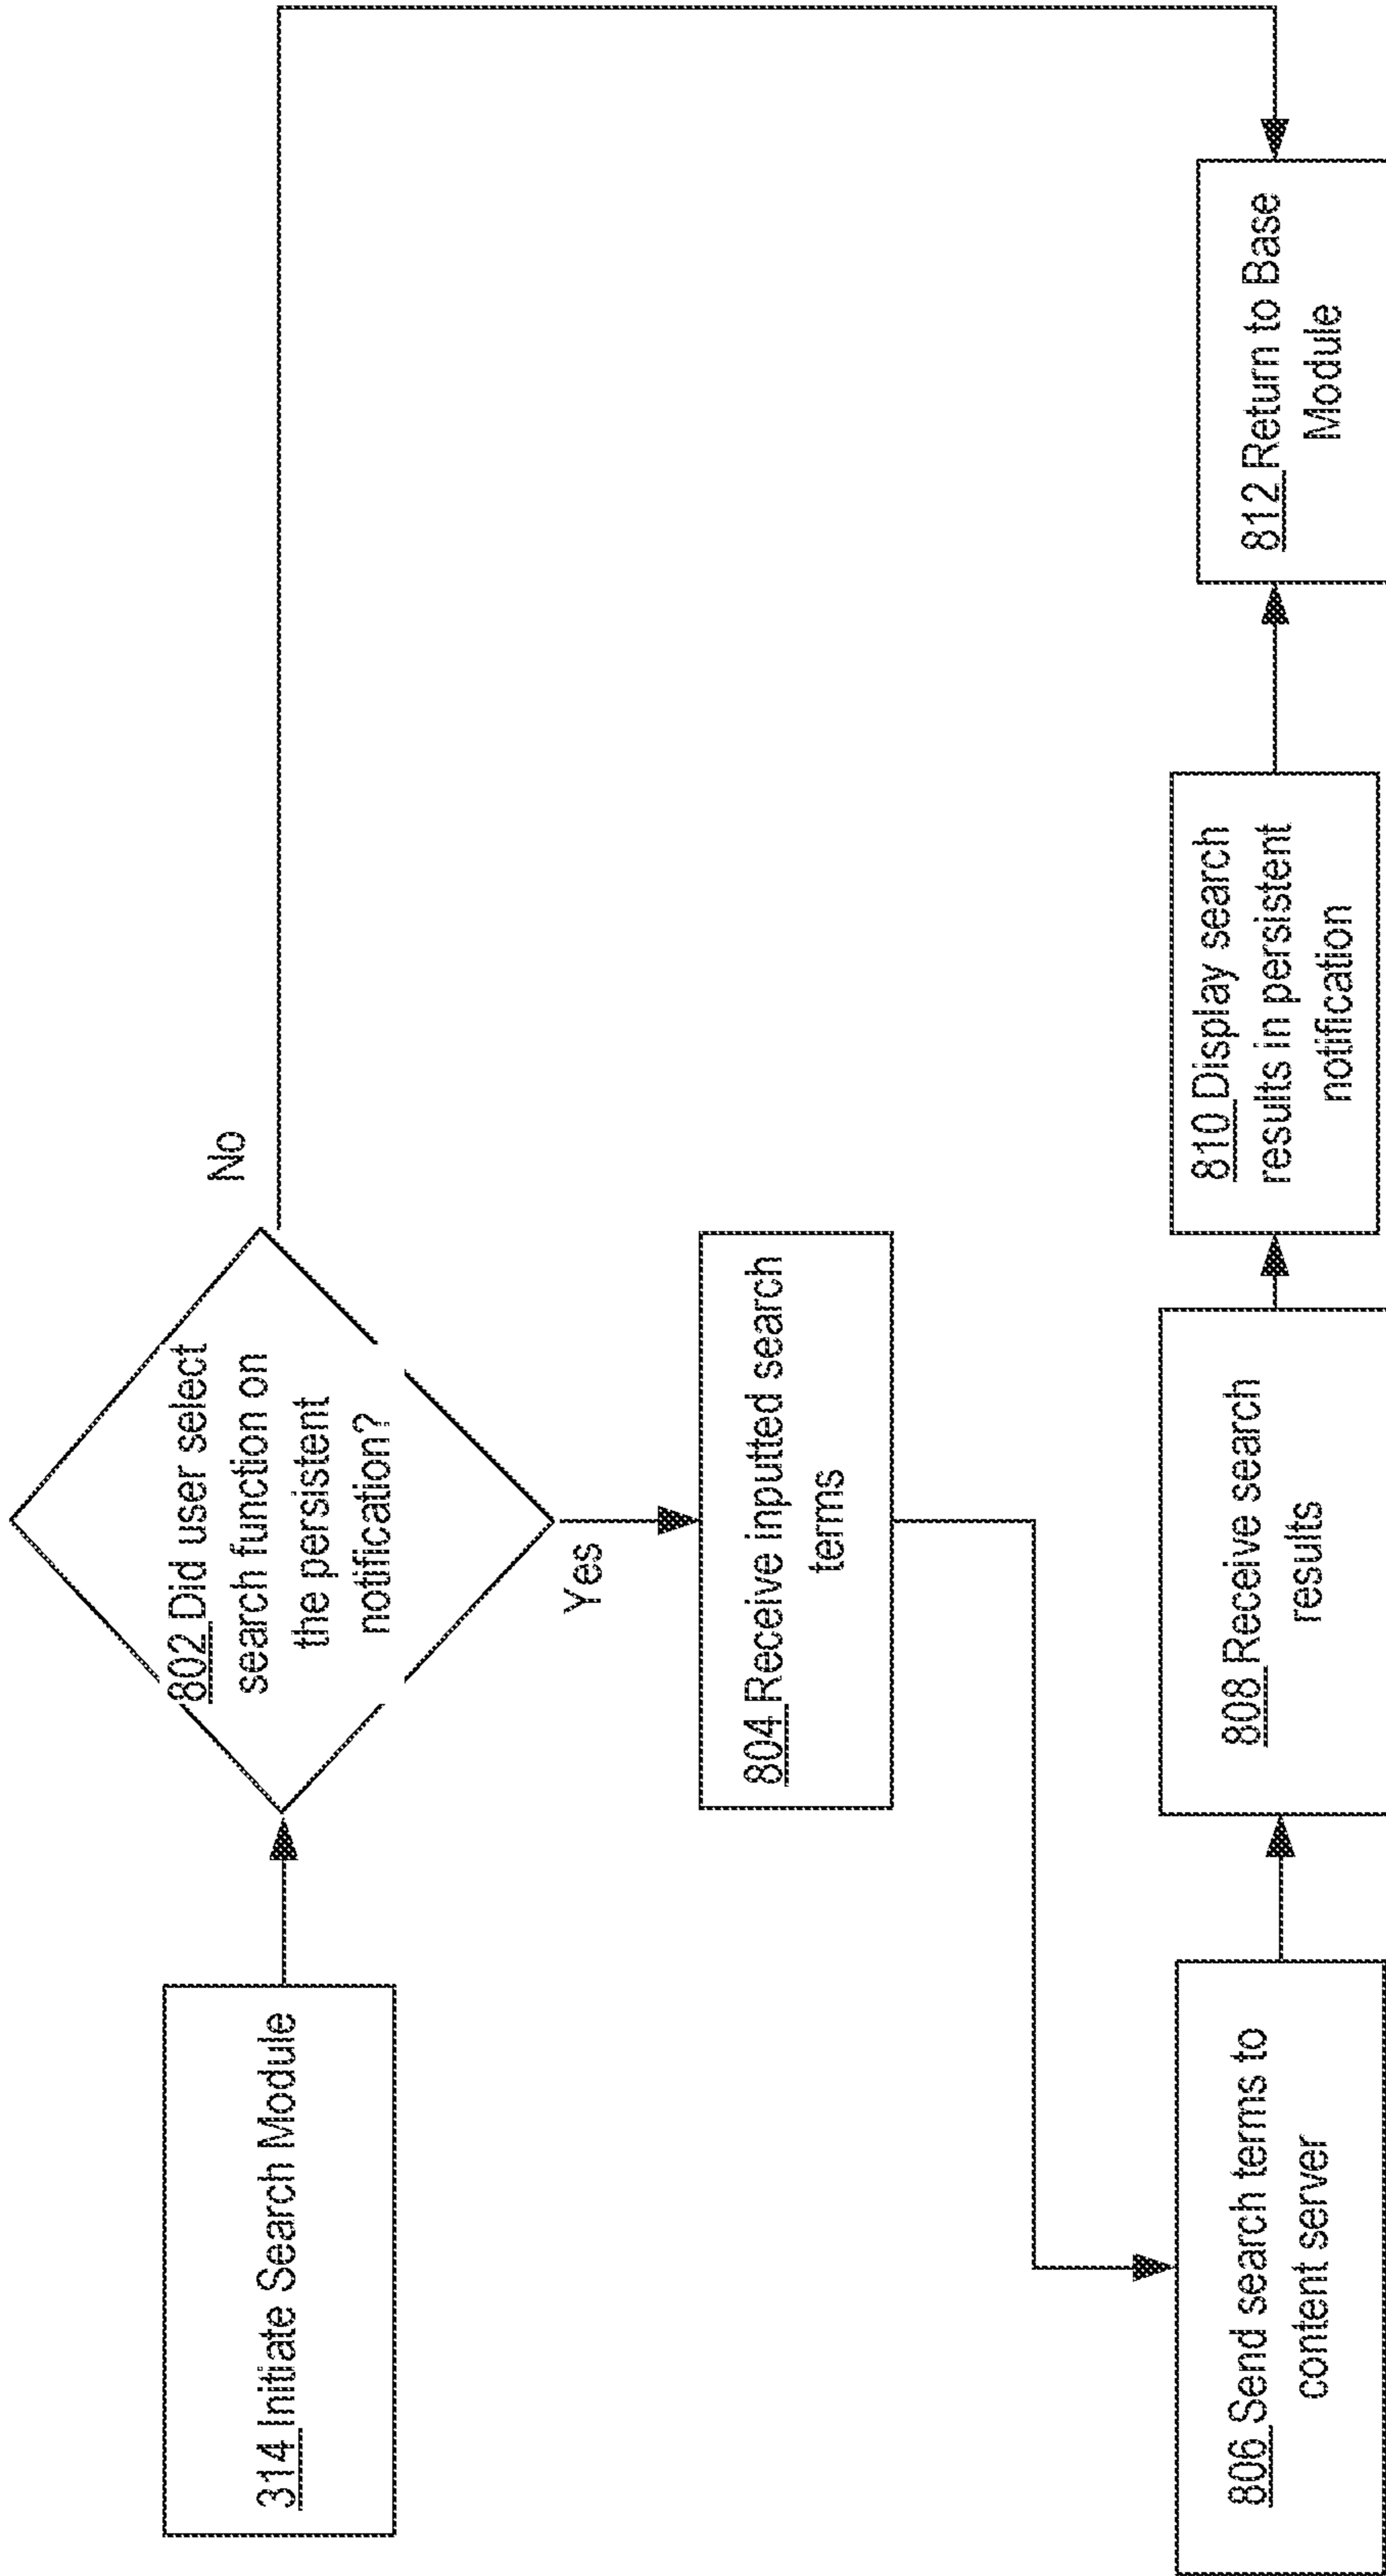 314 Initiate Search Module
802 Did user select
search function on
the persistent
notification?
No
Yes
804 Receive inputted search
terms
806 Send search terms to
content server
808 Receive search
results
810 Display search
results in persistent
notification
812 Return to Base
Module